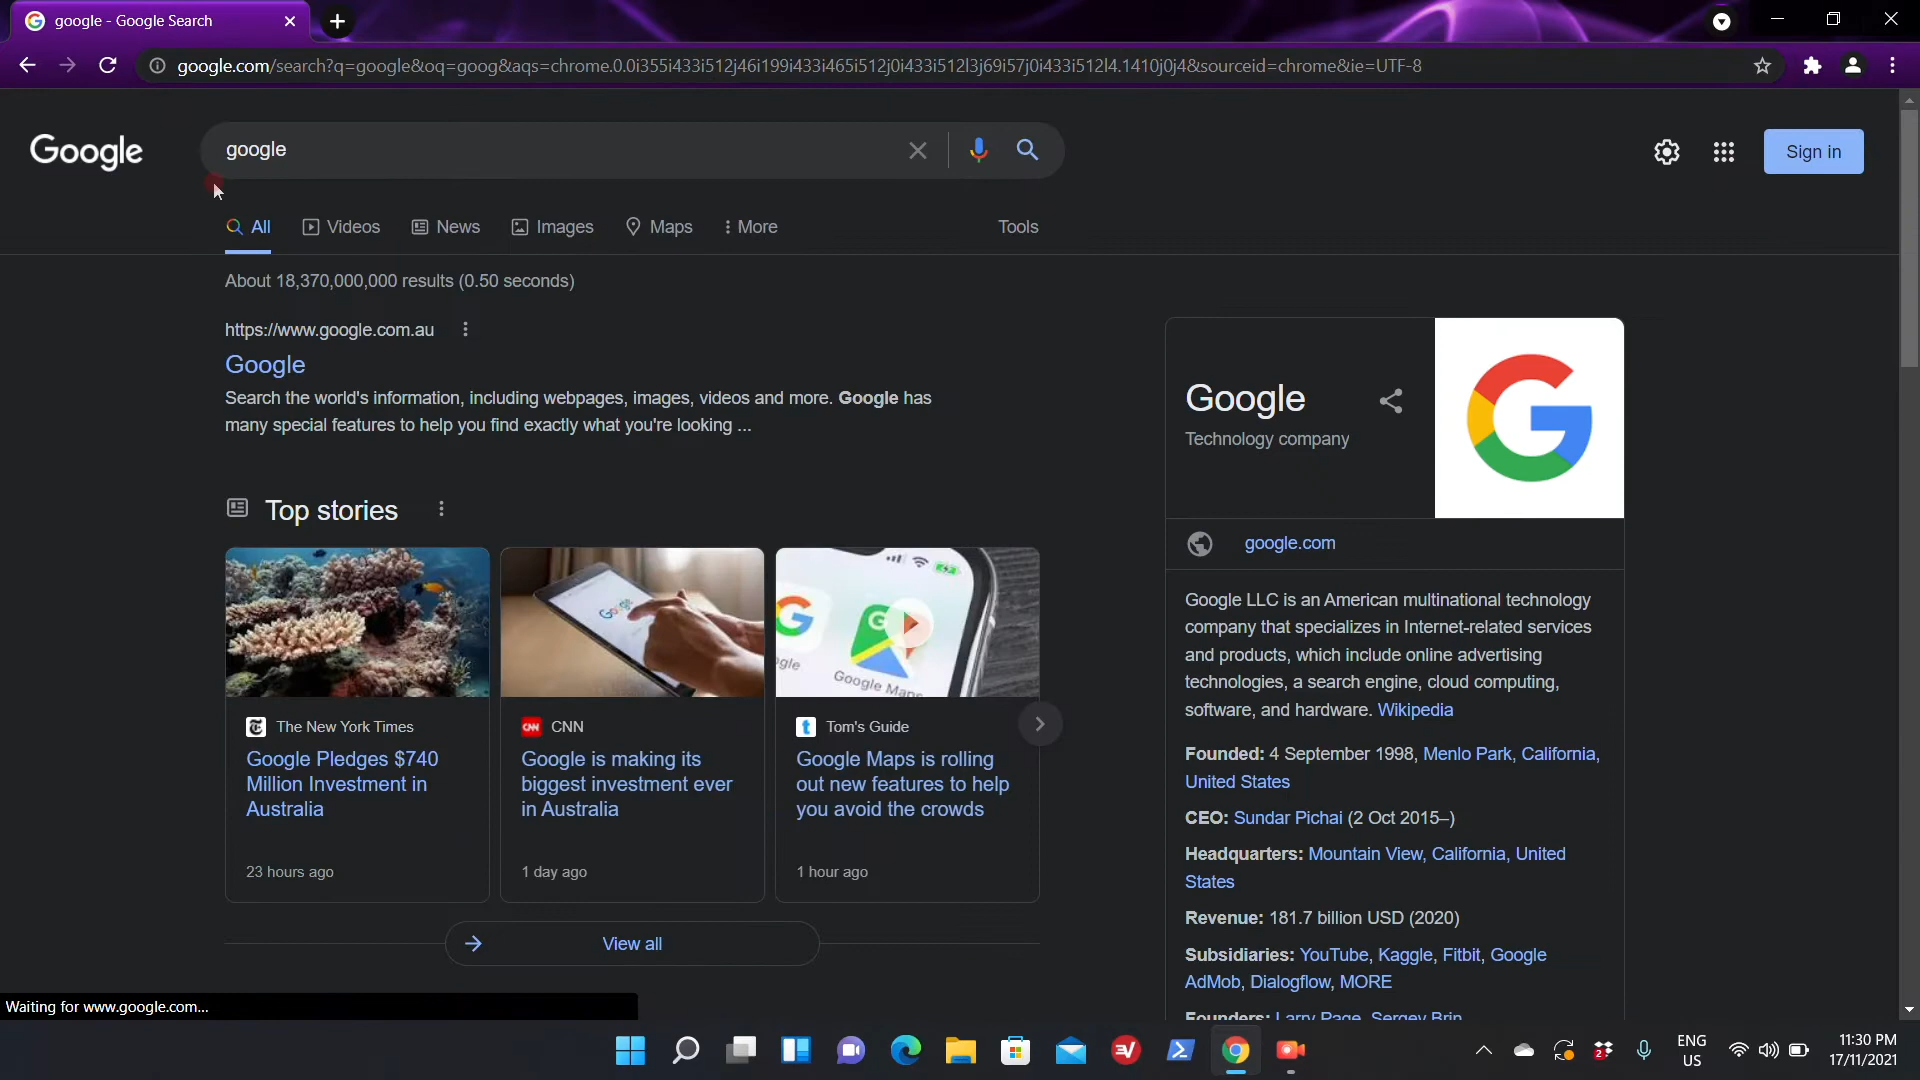 google - Google Search
google.com/search?q=google&oq=goog&aqs=chrome.0.0i355i433i512j46i199i433i465i512j0i433i512l3j69i57j0i433i512l4.1410j0j4&sourceid=chrome&ie=UTF-8
Google
google
Sign in
All
Videos
News
Images
Maps
More
Tools
About 18,370,000,000 results (0.50 seconds)
https://www.google.com.au
Google
Search the world's information, including webpages, images, videos and more. Google has
many special features to help you find exactly what you're looking ...
Top stories
Google
Google Maps
The New York Times
Google Pledges $740
Million Investment in
Australia
23 hours ago
CNN
Google is making its
biggest investment ever
in Australia
1 day ago
Tom's Guide
Google Maps is rolling
out new features to help
you avoid the crowds
1 hour ago
View all
Google
Technology company
google.com
Google LLC is an American multinational technology
company that specializes in Internet-related services
and products, which include online advertising
technologies, a search engine, cloud computing,
software, and hardware. Wikipedia
Founded: 4 September 1998, Menlo Park, California,
United States
CEO: Sundar Pichai (2 Oct 2015–)
Headquarters: Mountain View, California, United
States
Revenue: 181.7 billion USD (2020)
Subsidiaries: YouTube, Kaggle, Fitbit, Google
AdMob, Dialogflow, MORE
Founders: Larry Page, Sergey Brin
Waiting for www.google.com...
ENG
US
11:30 PM
17/11/2021